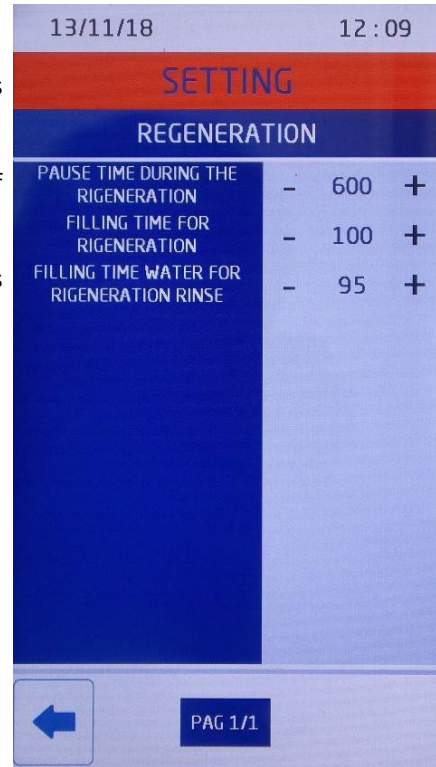 13/11/18 12:09
SETTING
REGENERATION
PAUSE TIME DURING THE
RIGENERATION
- 600 +
FILLING TIME FOR
RIGENERATION
- 100 +
FILLING TIME WATER FOR
RIGENERATION RINSE
- 95 +
PAG 1/1